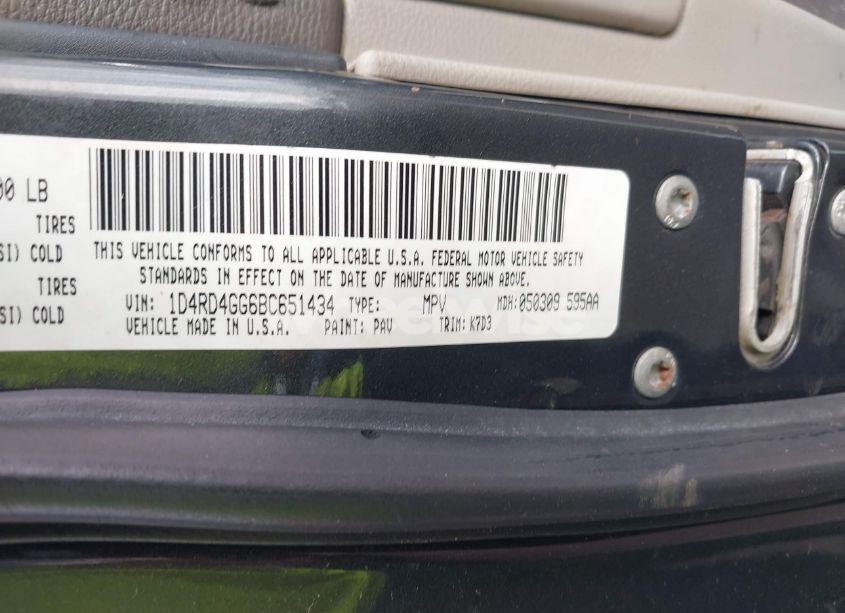 00 LB
TIRES
SI) COLD
TIRES
SI) COLD
THIS VEHICLE CONFORMS TO ALL APPLICABLE U.S.A. FEDERAL MOTOR VEHICLE SAFETY
STANDARDS IN EFFECT ON THE DATE OF MANUFACTURE SHOWN ABOVE.
VIN: 1D4RD4GG6BC651434 TYPE: MPV MDH: 050309 595AA
VEHICLE MADE IN U.S.A. PAINT: PAV TRIM: K7D3